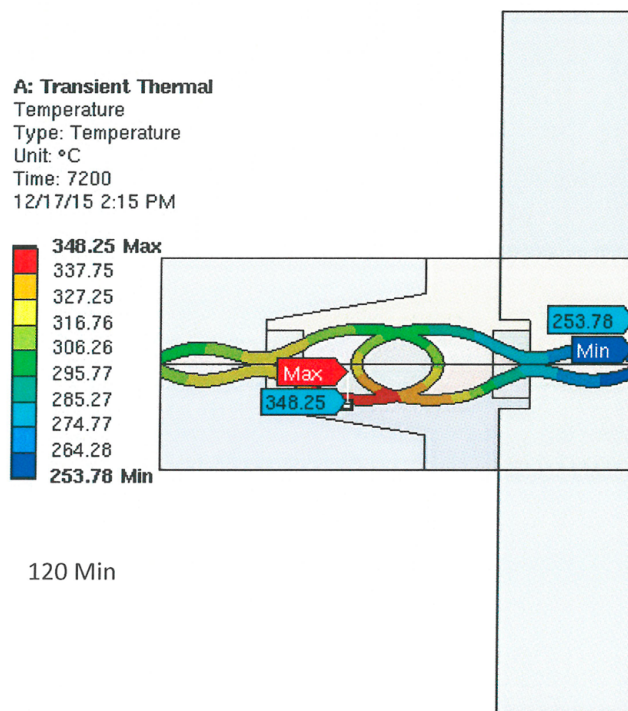 A: Transient Thermal
Temperature
Type: Temperature
Unit: °C
Time: 7200
12/17/15 2:15 PM
348.25 Max
337.75
327.25
316.76
306.26
295.77
285.27
274.77
264.28
253.78 Min
253.78
Min
Max
348.25
120 Min